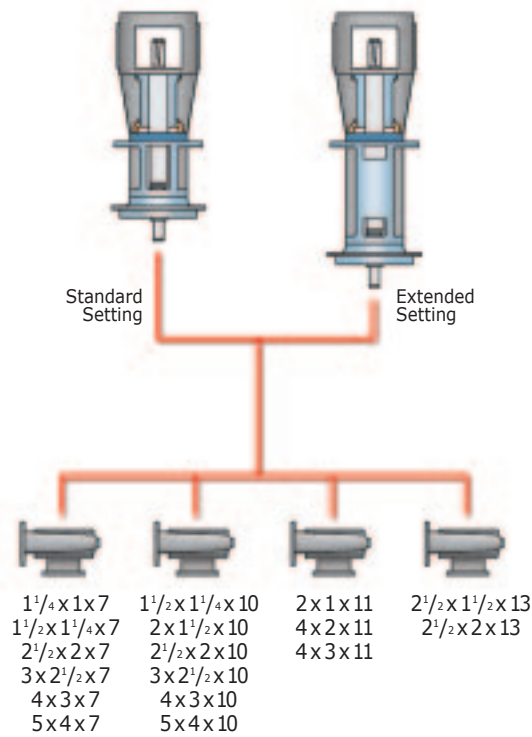 Standard
Setting
Extended
Setting
1¹/₄ x 1 x 7
1¹/₂ x 1¹/₄ x 7
2¹/₂ x 2 x 7
3 x 2¹/₂ x 7
4 x 3 x 7
5 x 4 x 7
1¹/₂ x 1¹/₄ x 10
2 x 1¹/₂ x 10
2¹/₂ x 2 x 10
3 x 2¹/₂ x 10
4 x 3 x 10
5 x 4 x 10
2 x 1 x 11
4 x 2 x 11
4 x 3 x 11
2¹/₂ x 1¹/₂ x 13
2¹/₂ x 2 x 13